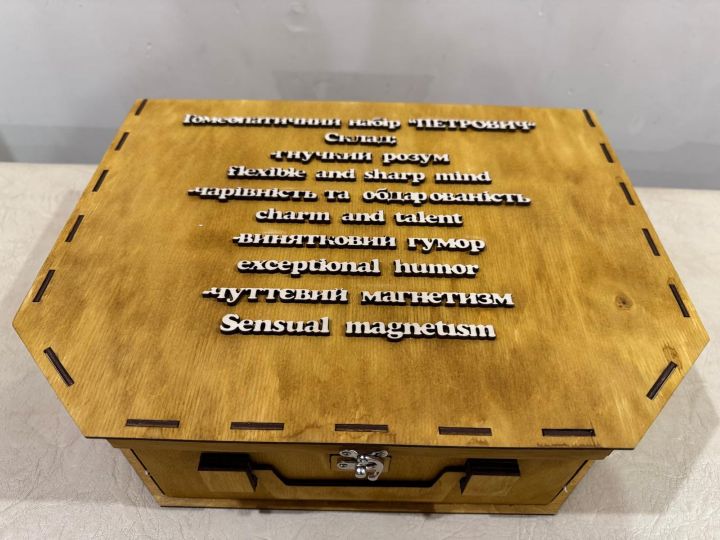 Гомеопатичний набір "ПЕТРОВИЧ"
Склад:
-гнучкий розум
flexible and sharp mind
-чарівність та обдарованість
charm and talent
-винятковий гумор
exceptional humor
-чуттєвий магнетизм
Sensual magnetism